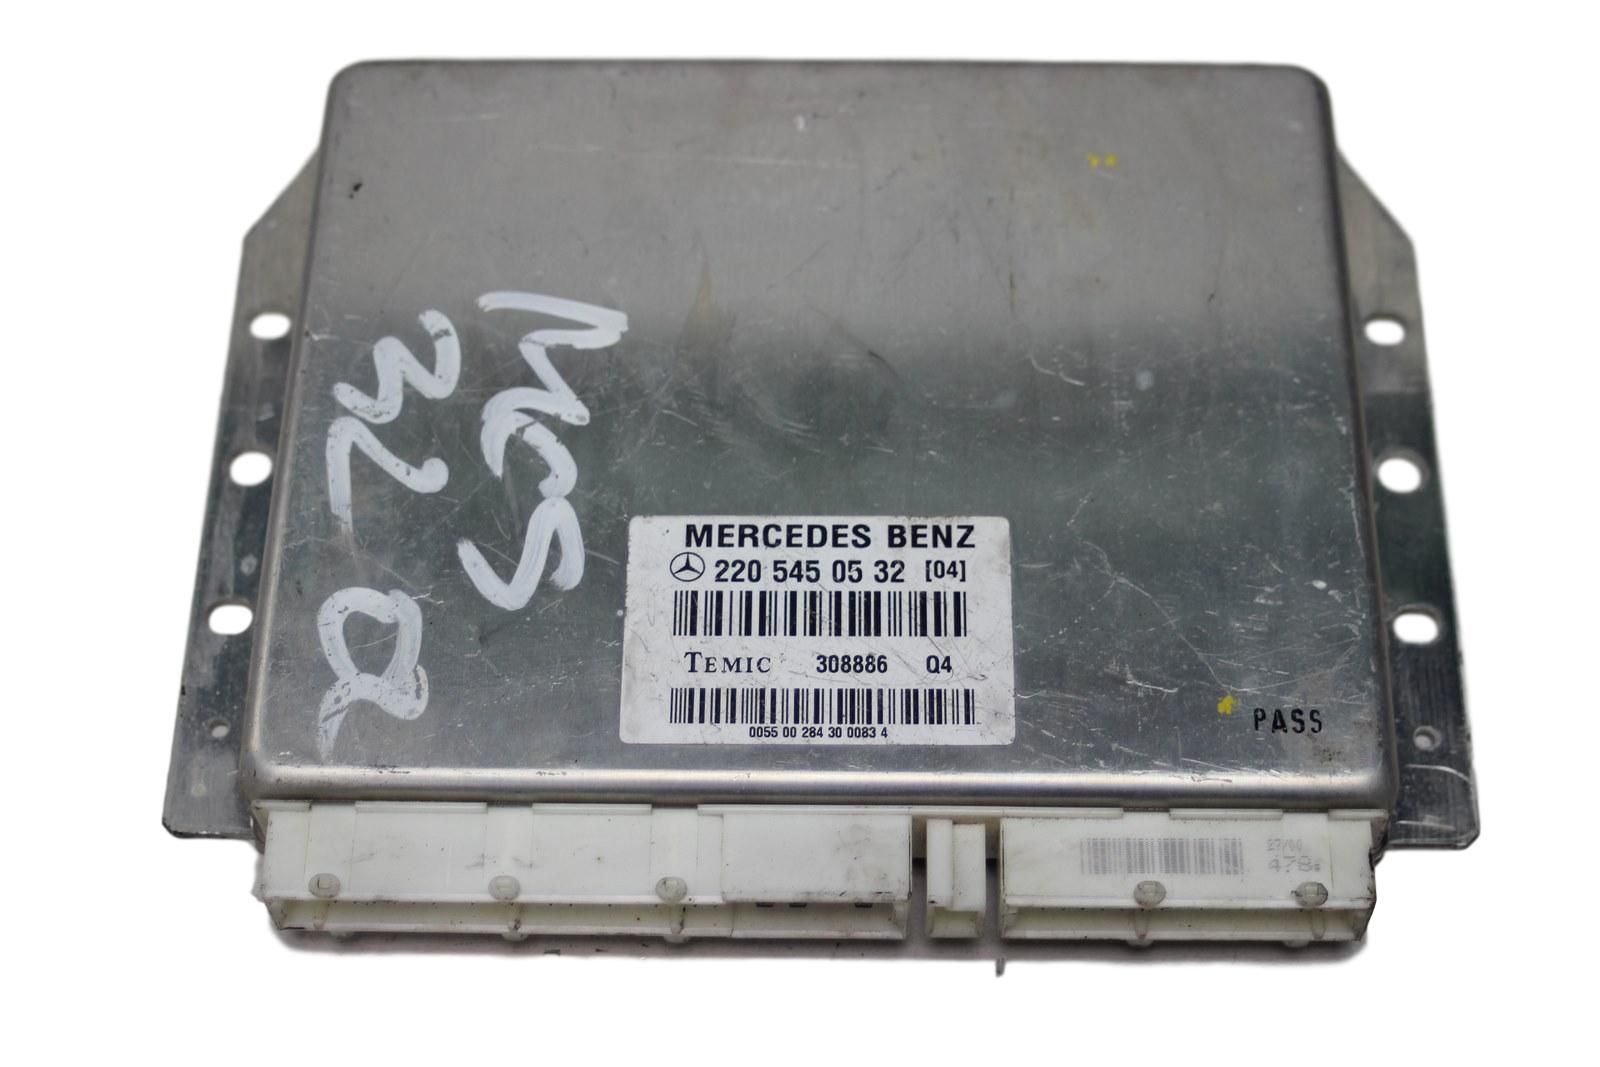 MERCEDES BENZ
220 545 05 32 [04]
TEMIC 308886 Q4
0055 00 284 30 0083 4
PASS
27/00
478